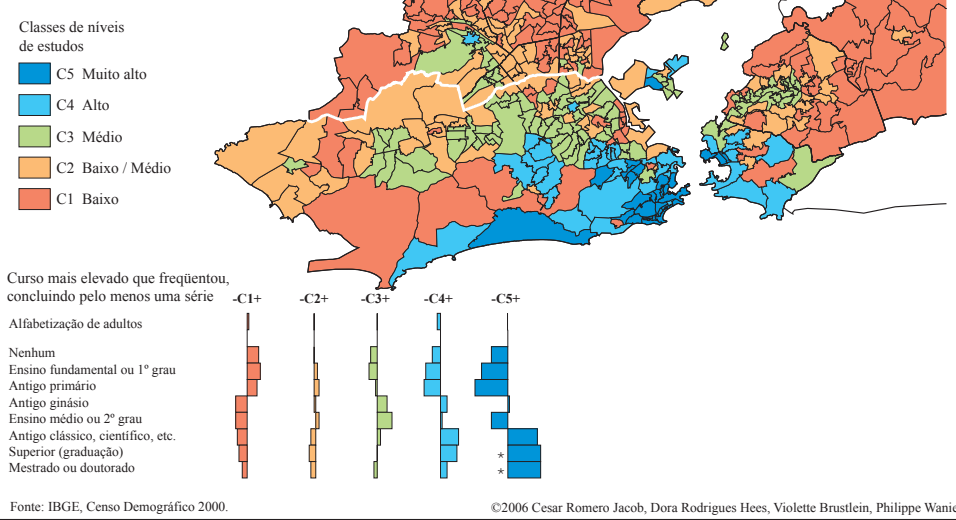 Classes de níveis
de estudos
C5 Muito alto
C4 Alto
C3 Médio
C2 Baixo / Médio
C1 Baixo
Curso mais elevado que freqüentou,
concluindo pelo menos uma série
-C1+ -C2+ -C3+ -C4+ -C5+
Alfabetização de adultos
Nenhum
Ensino fundamental ou 1º grau
Antigo primário
Antigo ginásio
Ensino médio ou 2º grau
Antigo clássico, científico, etc.
Superior (graduação) *
Mestrado ou doutorado *
Fonte: IBGE, Censo Demográfico 2000.
©2006 Cesar Romero Jacob, Dora Rodrigues Hees, Violette Brustlein, Philippe Wanie